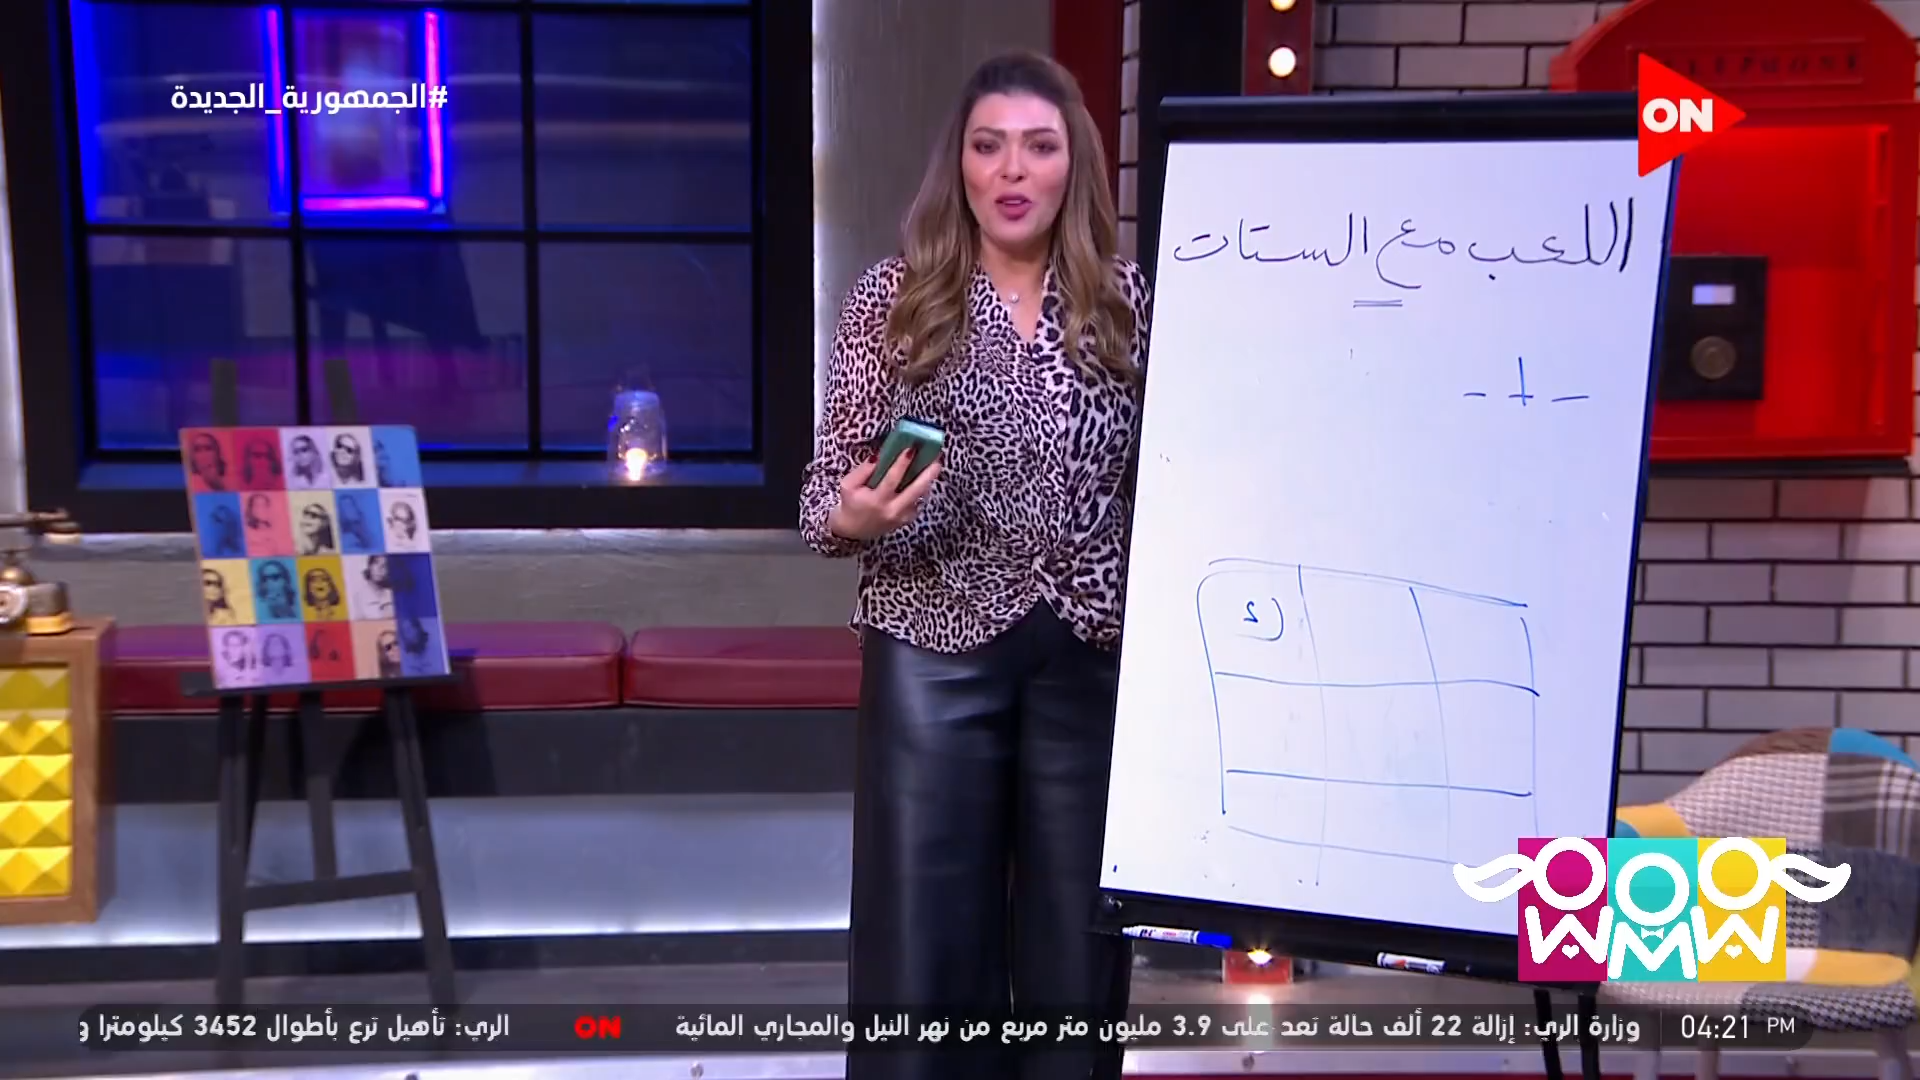 #الجمهورية_الجديدة
ON
TELEPHONE
اللعب مع الستات
وزارة الري: إزالة 22 ألف حالة تعد على 3.9 مليون متر مربع من نهر النيل والمجاري المائية ON الري: تأهيل ترع بأطوال 3452 كيلومترا و
04:21 PM